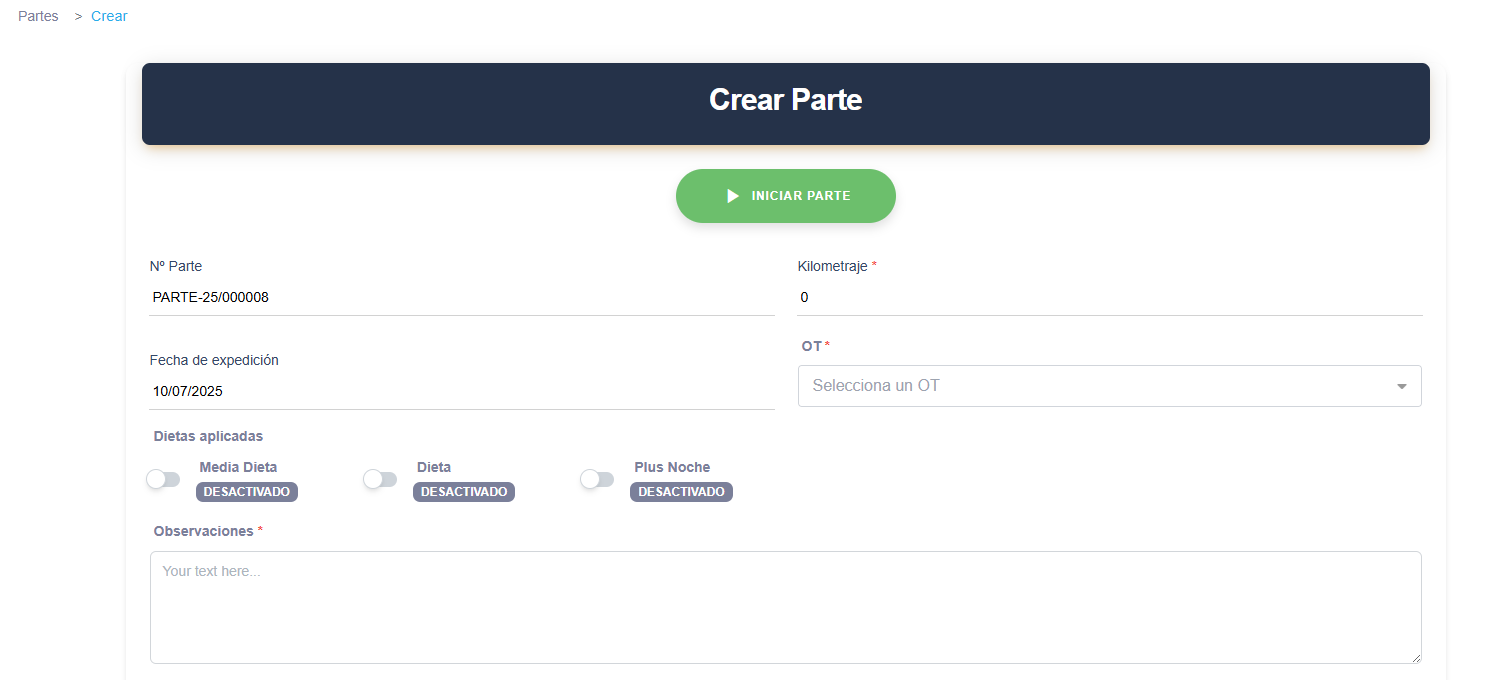 Partes > Crear
Crear Parte
INICIAR PARTE
Nº Parte
PARTE-25/000008
Kilometraje *
0
Fecha de expedición
10/07/2025
OT*
Selecciona un OT
Dietas aplicadas
Media Dieta
DESACTIVADO
Dieta
DESACTIVADO
Plus Noche
DESACTIVADO
Observaciones *
Your text here...